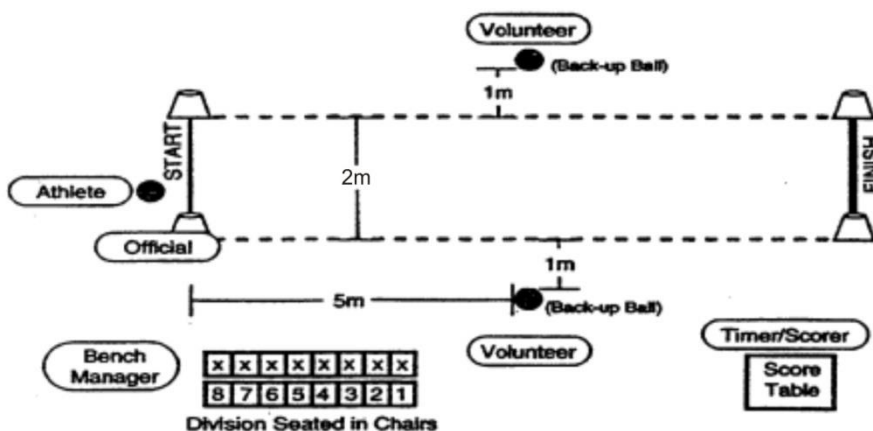 Volunteer
(Back-up Ball)
1m
START
2m
FINISH
Athlete
Official
1m
5m
(Back-up Ball)
Bench
Manager
x x x x x x x x
8 7 6 5 4 3 2 1
Division Seated in Chairs
Volunteer
Timer/Scorer
Score
Table